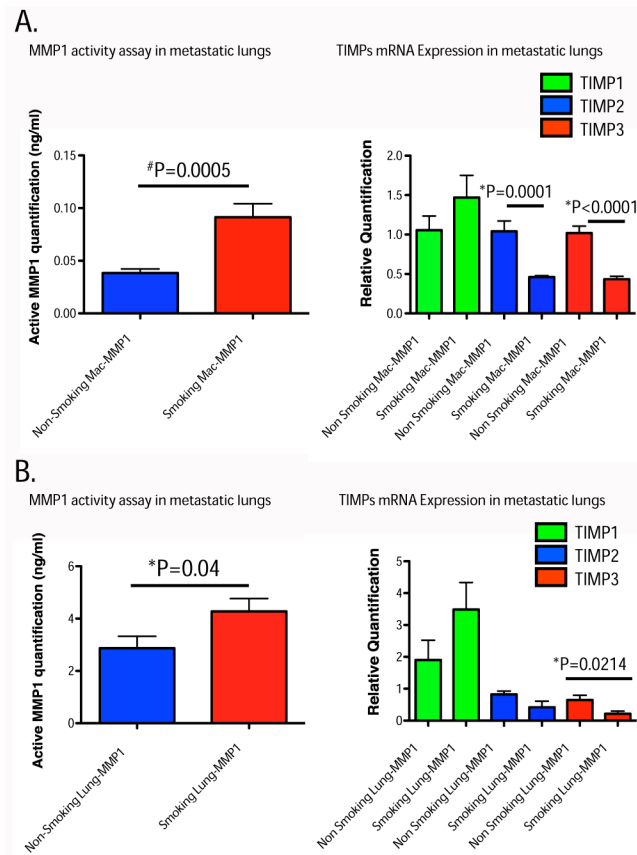 A.
MMP1 activity assay in metastatic lungs
TIMPs mRNA Expression in metastatic lungs
TIMP1
TIMP2
TIMP3
Active MMP1 quantification (ng/ml)
0.15
0.10
0.05
0.00
#P=0.0005
Non-Smoking Mac-MMP1
Smoking Mac-MMP1
Relative Quantification
2.0
1.5
1.0
0.5
0.0
*P=0.0001
*P<0.0001
Non Smoking Mac-MMP1
Smoking Mac-MMP1
Non Smoking Mac-MMP1
Smoking Mac-MMP1
Non Smoking Mac-MMP1
Smoking Mac-MMP1
B.
MMP1 activity assay in metastatic lungs
TIMPs mRNA Expression in metastatic lungs
TIMP1
TIMP2
TIMP3
Active MMP1 quantification (ng/ml)
6
4
2
0
*P=0.04
Non-Smoking Lung-MMP1
Smoking Lung-MMP1
Relative Quantification
5
4
3
2
1
0
*P=0.0214
Non Smoking Lung-MMP1
Smoking Lung-MMP1
Non Smoking Lung-MMP1
Smoking Lung-MMP1
Non Smoking Lung-MMP1
Smoking Lung-MMP1